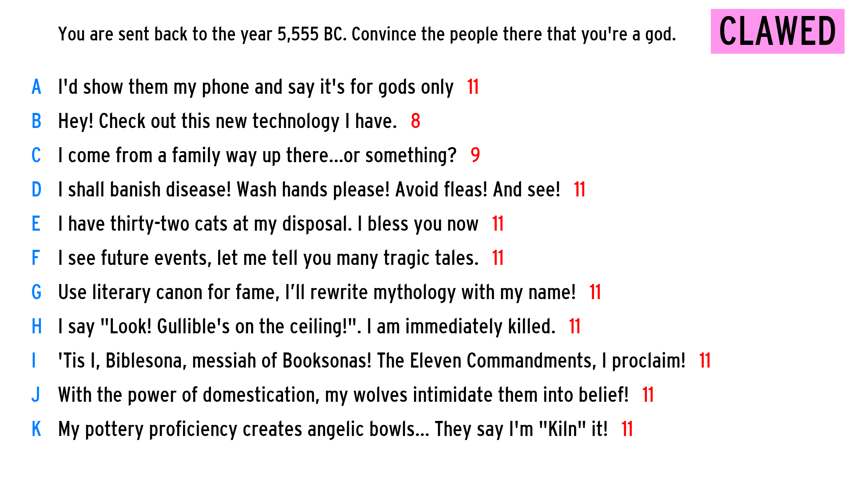 You are sent back to the year 5,555 BC. Convince the people there that you're a god.
CLAWED
A I'd show them my phone and say it's for gods only 11
B Hey! Check out this new technology I have. 8
C I come from a family way up there...or something? 9
D I shall banish disease! Wash hands please! Avoid fleas! And see! 11
E I have thirty-two cats at my disposal. I bless you now 11
F I see future events, let me tell you many tragic tales. 11
G Use literary canon for fame, I’ll rewrite mythology with my name! 11
H I say "Look! Gullible's on the ceiling!". I am immediately killed. 11
I 'Tis I, Biblesona, messiah of Booksonas! The Eleven Commandments, I proclaim! 11
J With the power of domestication, my wolves intimidate them into belief! 11
K My pottery proficiency creates angelic bowls... They say I'm "Kiln" it! 11